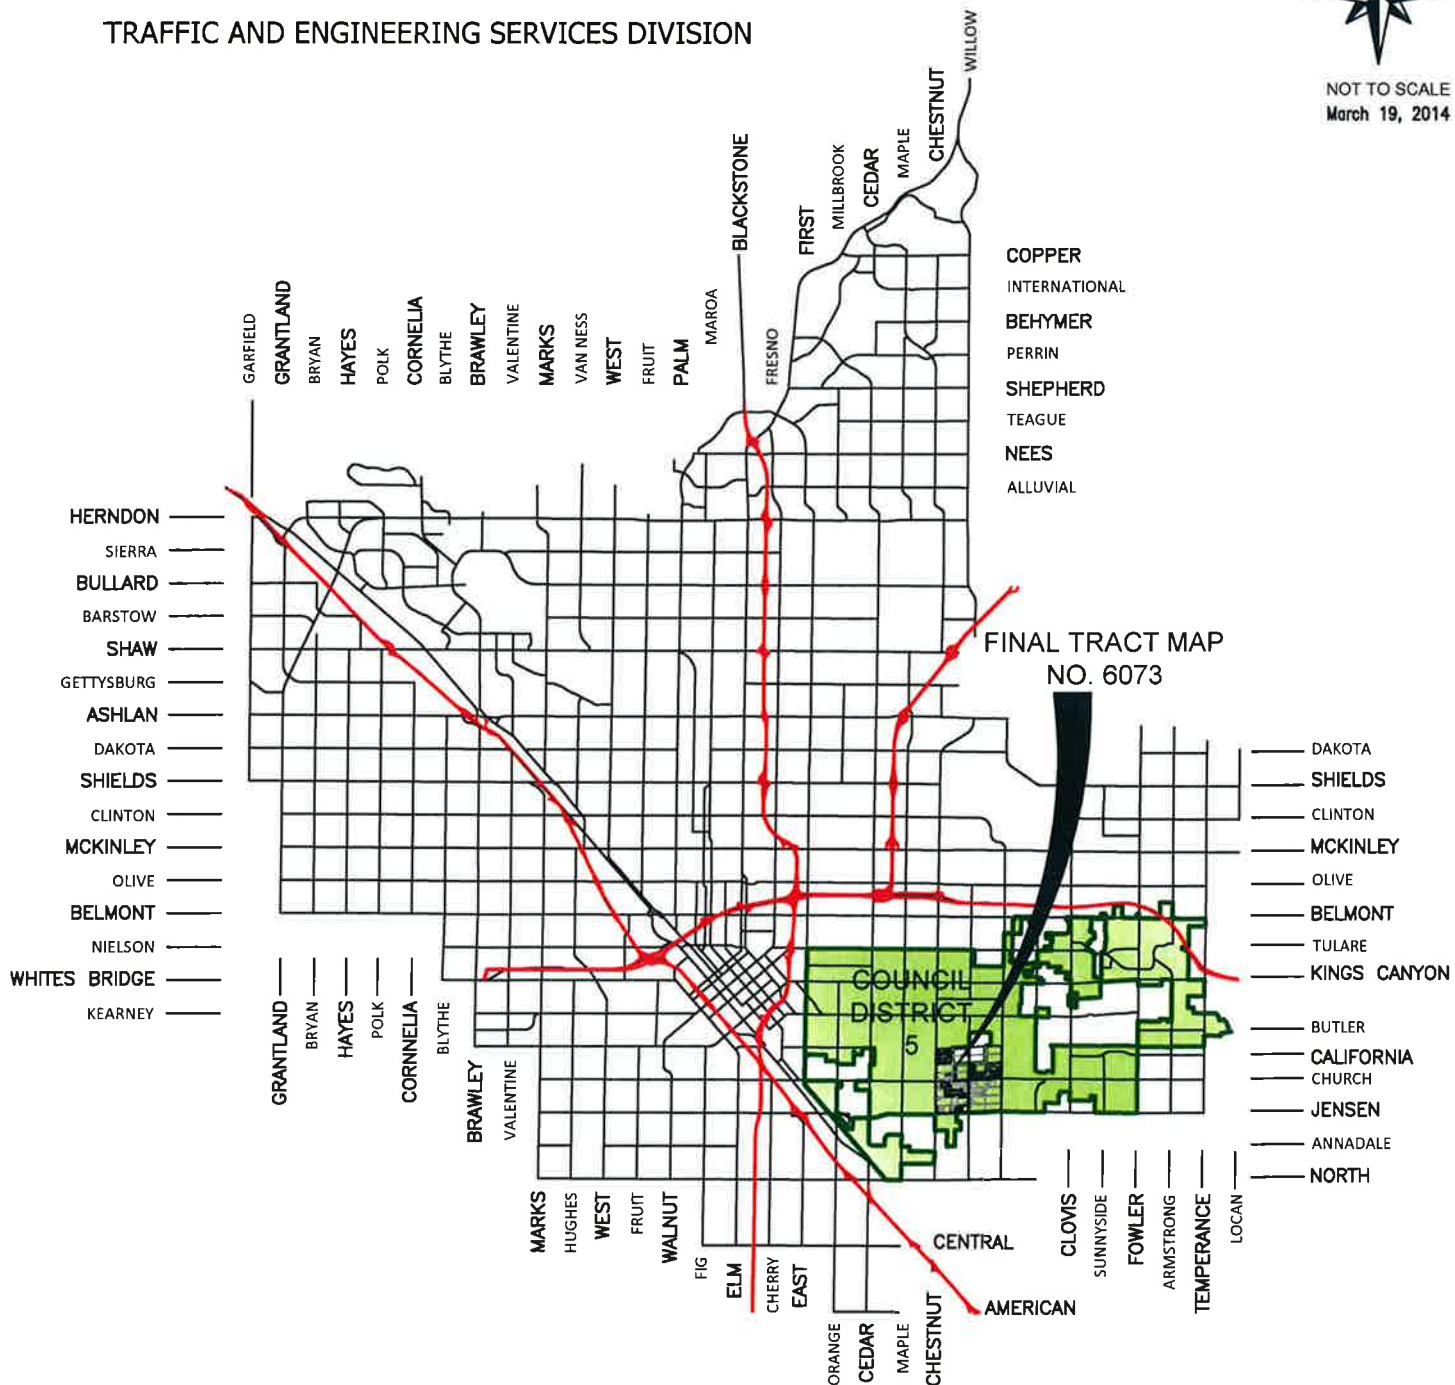 TRAFFIC AND ENGINEERING SERVICES DIVISION
NOT TO SCALE
March 19, 2014
WILLOW
CHESTNUT
MAPLE
CEDAR
MILLBROOK
FIRST
BLACKSTONE
MAROA
FRESNO
GARFIELD
GRANTLAND
BRYAN
HAYES
POLK
CORNELIA
BLYTHE
BRAWLEY
VALENTINE
MARKS
VAN NESS
WEST
FRUIT
PALM
COPPER
INTERNATIONAL
BEHYMER
PERRIN
SHEPHERD
TEAGUE
NEES
ALLUVIAL
HERNDON
SIERRA
BULLARD
BARSTOW
SHAW
GETTYSBURG
ASHLAN
DAKOTA
SHIELDS
CLINTON
MCKINLEY
OLIVE
BELMONT
NIELSON
WHITES BRIDGE
KEARNEY
FINAL TRACT MAP
NO. 6073
DAKOTA
SHIELDS
CLINTON
MCKINLEY
OLIVE
BELMONT
TULARE
KINGS CANYON
BUTLER
CALIFORNIA
CHURCH
JENSEN
ANNADALE
NORTH
COUNCIL
DISTRICT
5
GRANTLAND
BRYAN
HAYES
POLK
CORNELIA
BLYTHE
BRAWLEY
VALENTINE
MARKS
HUGHES
WEST
FRUIT
WALNUT
FIG
ELM
CHERRY
EAST
ORANGE
CEDAR
MAPLE
CHESTNUT
CENTRAL
AMERICAN
CLOVIS
SUNNYSIDE
FOWLER
ARMSTRONG
TEMPERANCE
LOCAN